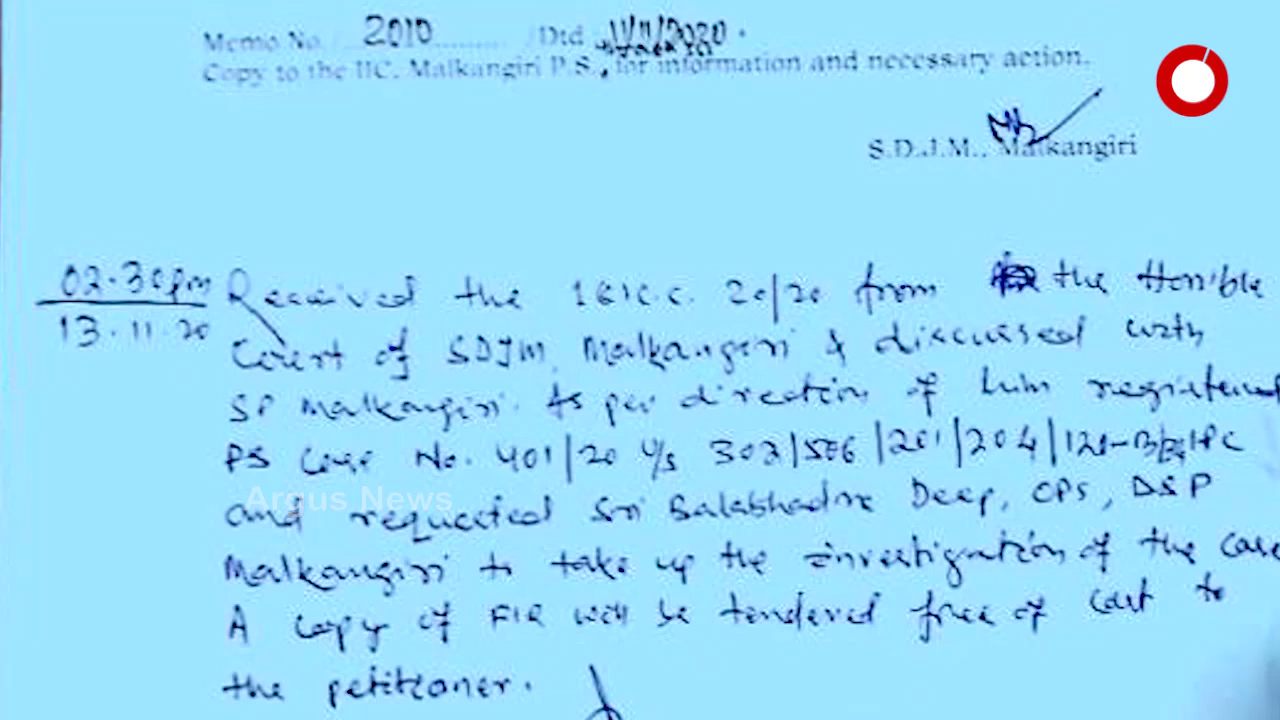 Memo No. 2010 /Dtd 11/11/2020.
Copy to the IIC, Malkangiri P.S., for information and necessary action.
S.D.J.M., Malkangiri
02.30pm Received the 1CC. 20/20 from the Hon'ble
13.11.20 Court of SDJM, Malkangiri & discussed with
SP Malkangiri. As per direction of him registered
PS Case No. 401/20 U/s 302/506/201/204/120-B/ IPC
and requested Sri Balabhadra Deep, OPS, DSP
Argus News
Malkangiri to take up the investigation of the case
A copy of FIR will be tendered free of cost to
the petitioner.